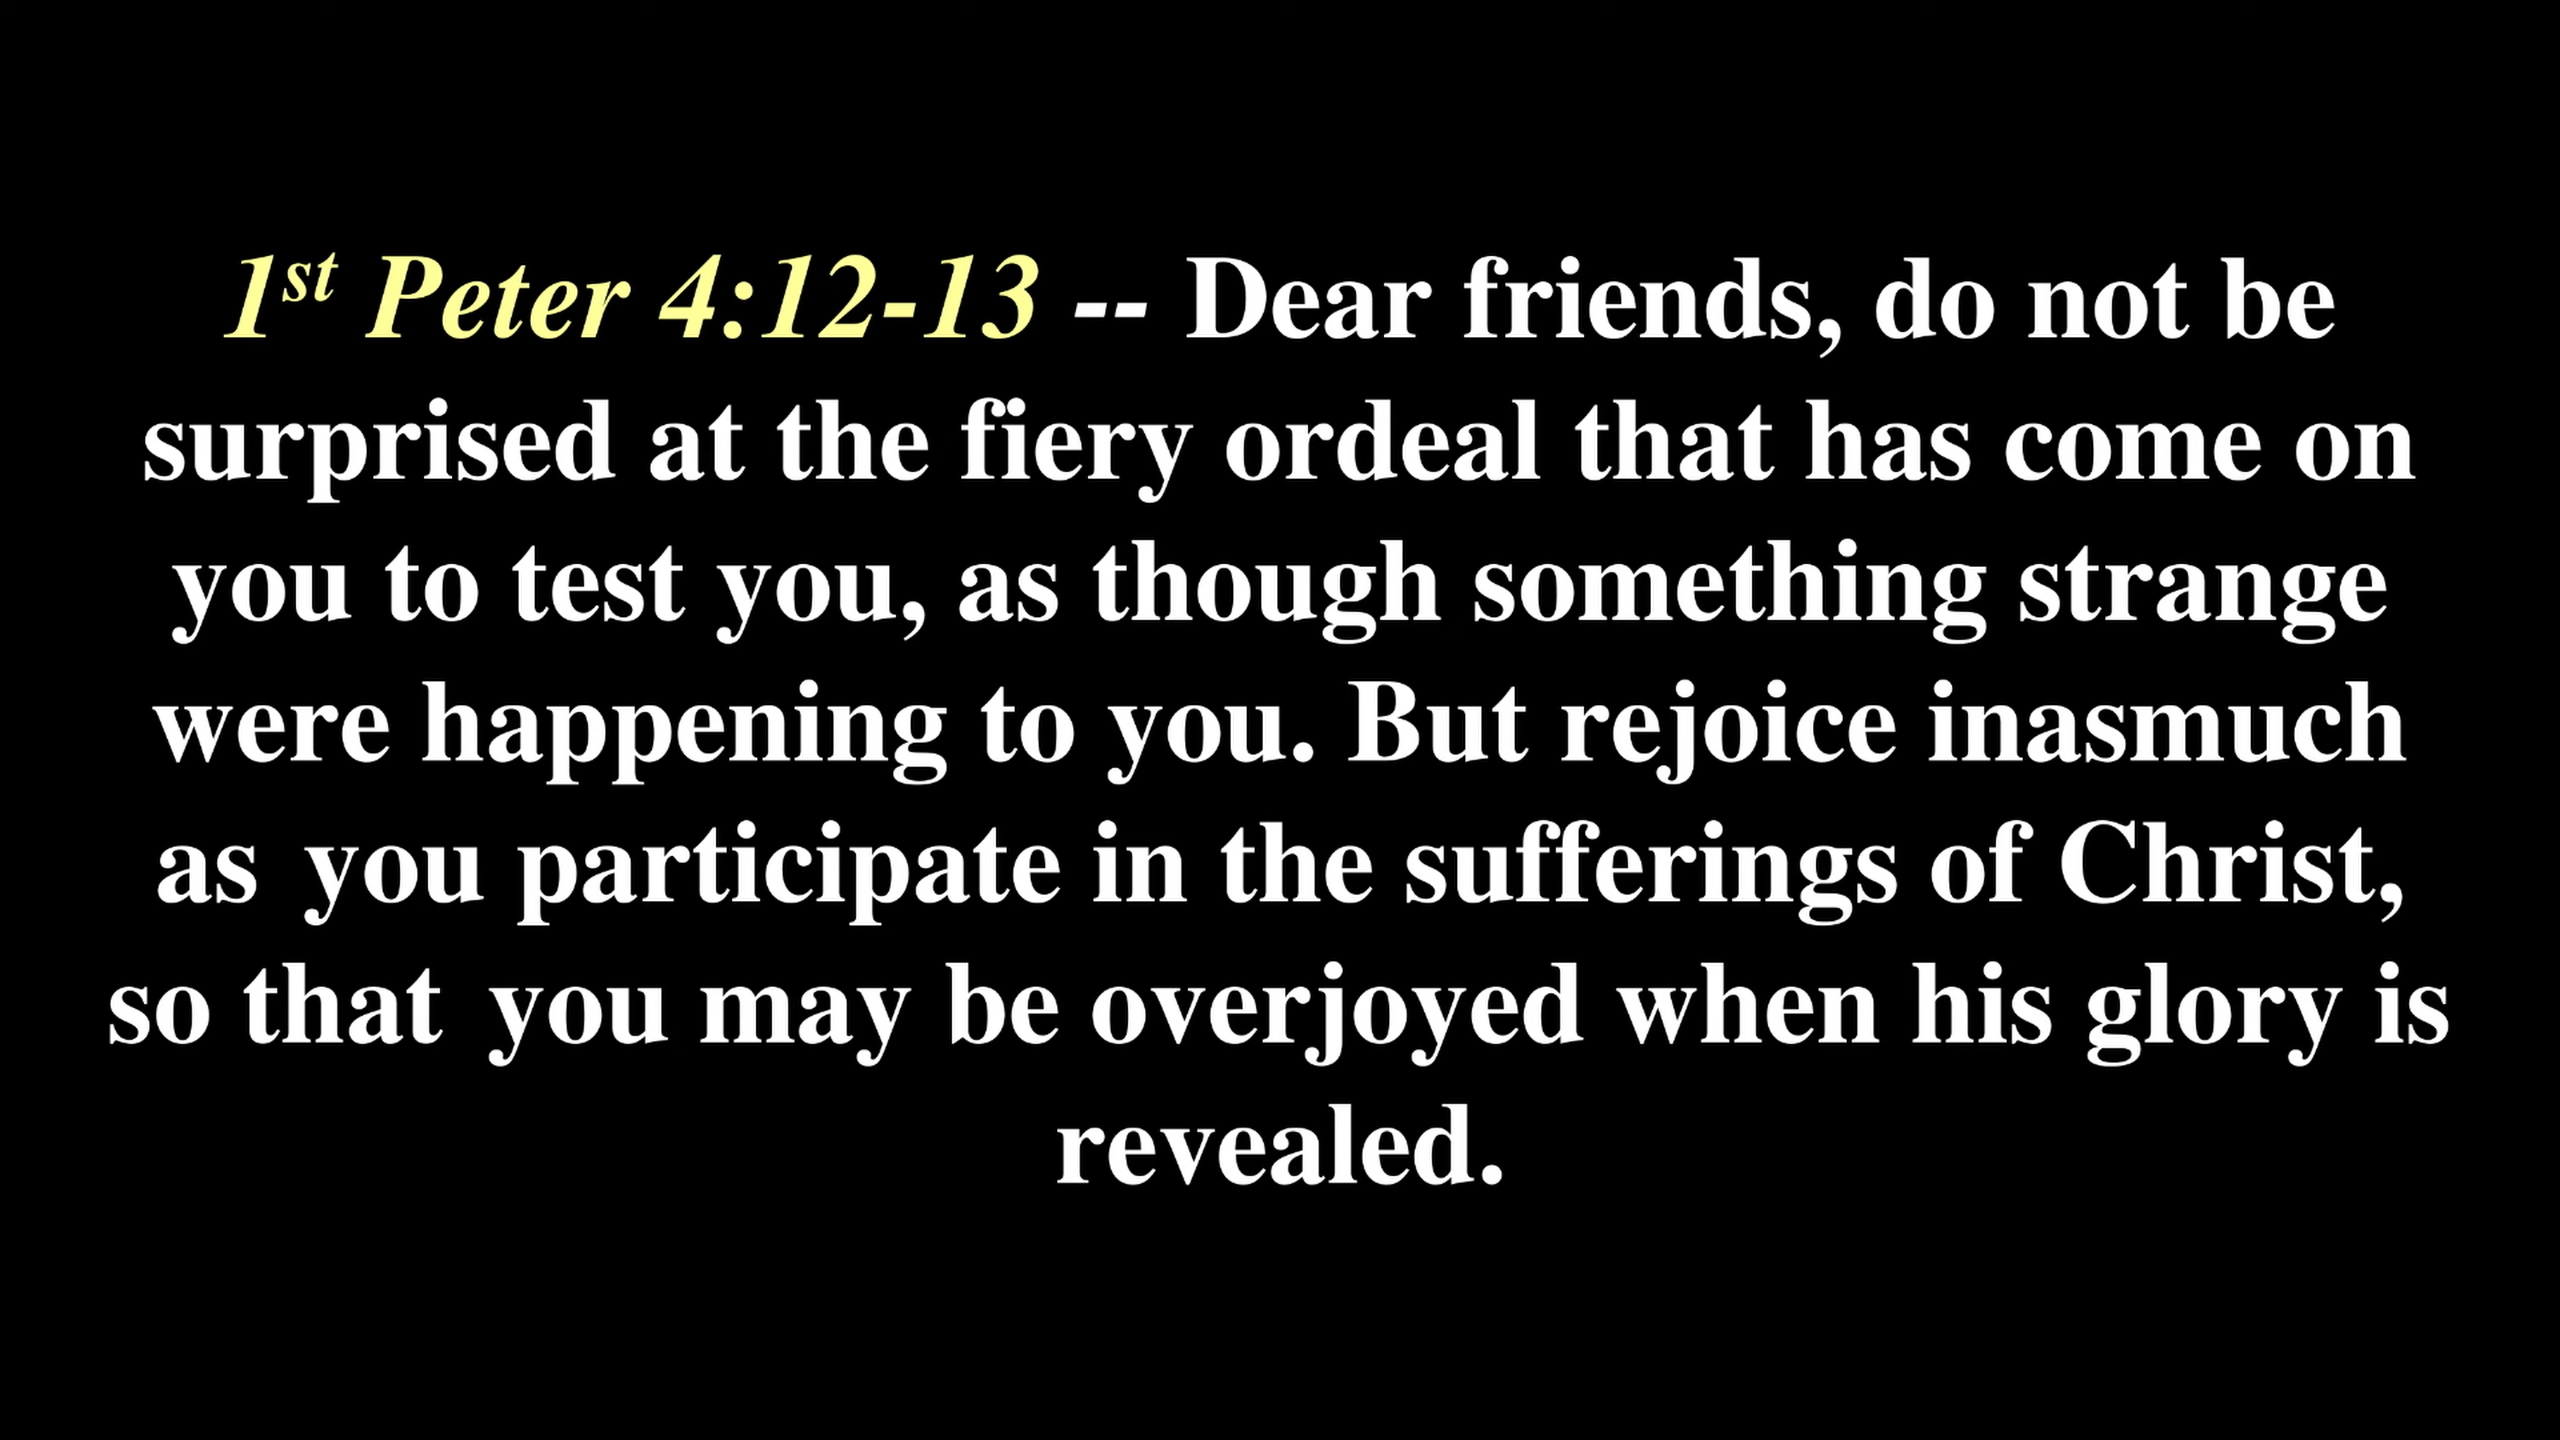 1st Peter 4:12-13 -- Dear friends, do not be
surprised at the fiery ordeal that has come on
you to test you, as though something strange
were happening to you. But rejoice inasmuch
as you participate in the sufferings of Christ,
so that you may be overjoyed when his glory is
revealed.